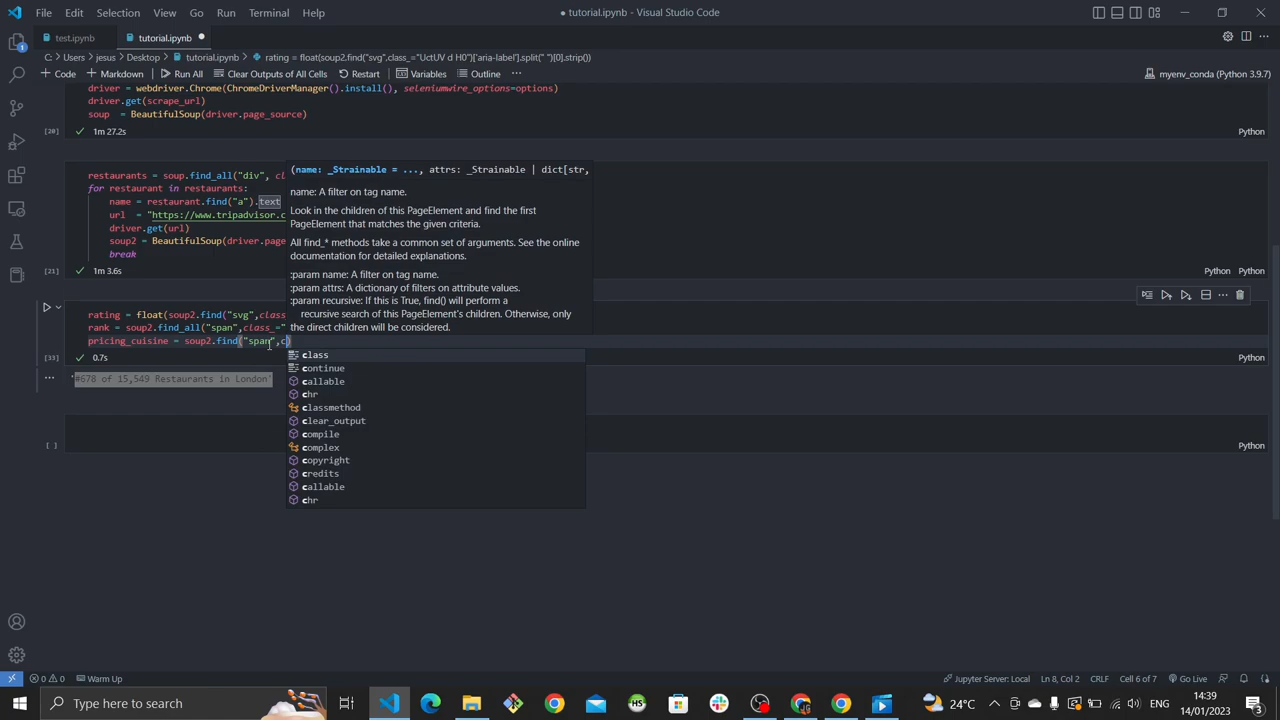 File Edit Selection View Go Run Terminal Help
● tutorial.ipynb - Visual Studio Code
test.ipynb
tutorial.ipynb ●
C: > Users > jesus > Desktop > tutorial.ipynb > rating = float(soup2.find("svg",class_="UctUV d H0")['aria-label'].split(" ")[0].strip())
+ Code + Markdown Run All Clear Outputs of All Cells Restart Variables Outline ···
myenv_conda (Python 3.9.7)
driver = webdriver.Chrome(ChromeDriverManager().install(), seleniumwire_options=options)
driver.get(scrape_url)
soup = BeautifulSoup(driver.page_source)
[20] ✓ 1m 27.2s Python
restaurants = soup.find_all("div", cl
for restaurant in restaurants:
name = restaurant.find("a").text
url = "https://www.tripadvisor.c
driver.get(url)
soup2 = BeautifulSoup(driver.pag
break
[21] ✓ 1m 3.6s Python Python
(name: _Strainable = ..., attrs: _Strainable | dict[str,
name: A filter on tag name.
Look in the children of this PageElement and find the first
PageElement that matches the given criteria.
All find_* methods take a common set of arguments. See the online
documentation for detailed explanations.
:param name: A filter on tag name.
:param attrs: A dictionary of filters on attribute values.
:param recursive: If this is True, find() will perform a
recursive search of this PageElement's children. Otherwise, only
the direct children will be considered.
rating = float(soup2.find("svg",class
rank = soup2.find_all("span",class_="
pricing_cuisine = soup2.find("span",c)
[33] ✓ 0.7s
class
continue
callable
chr
classmethod
clear_output
compile
complex
copyright
credits
callable
chr
··· '#678 of 15,549 Restaurants in London'
[ ] Python
0 0 Warm Up
Jupyter Server: Local Ln 8, Col 2 CRLF Cell 6 of 7 Go Live
Type here to search
24°C
14:39
14/01/2023